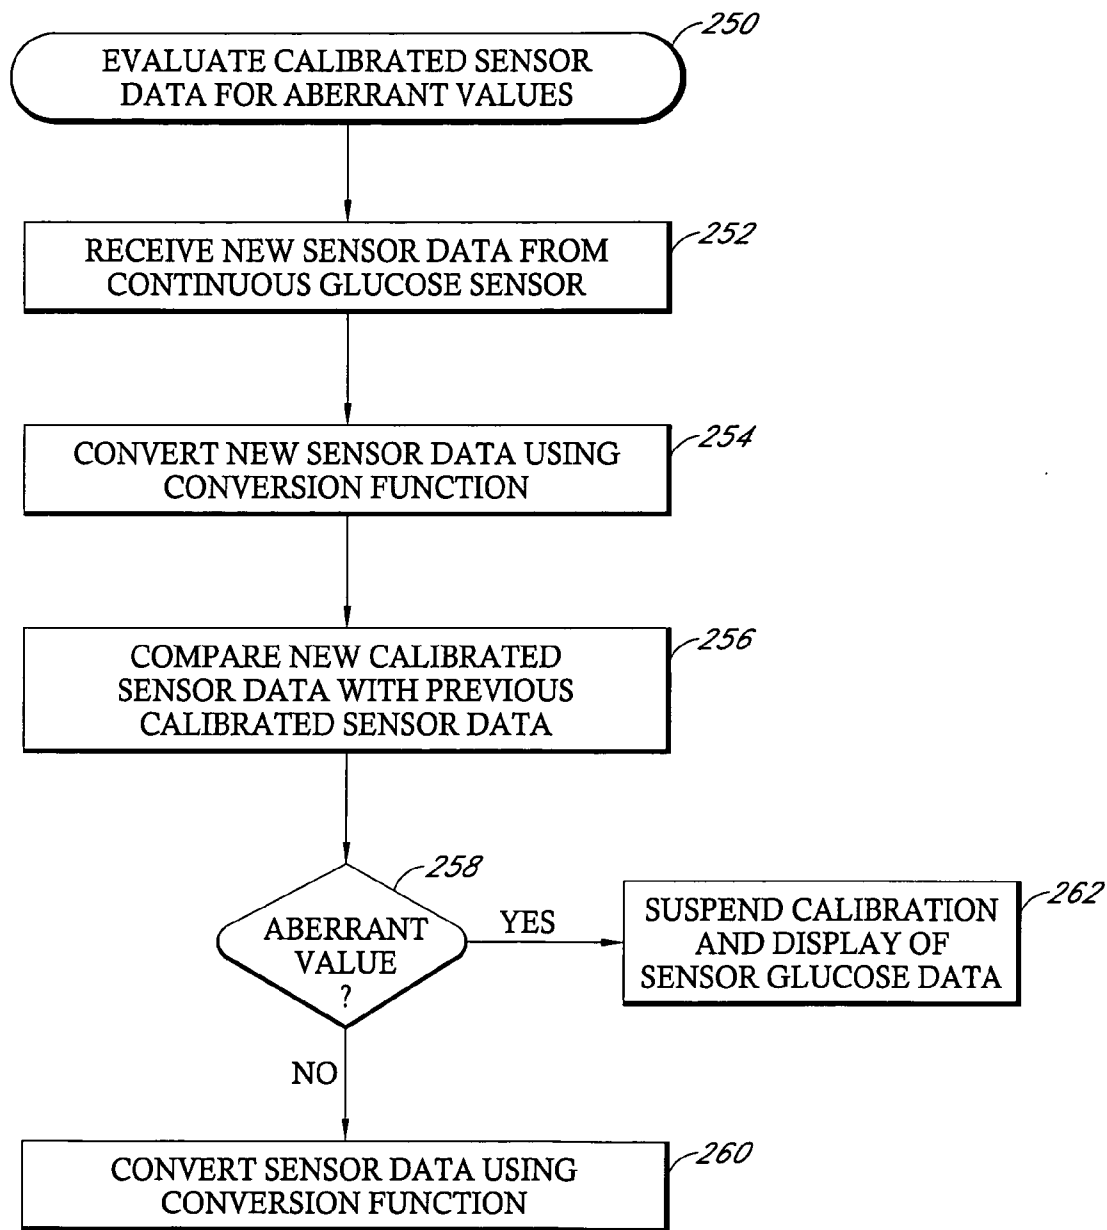 250
EVALUATE CALIBRATED SENSOR
DATA FOR ABERRANT VALUES
252
RECEIVE NEW SENSOR DATA FROM
CONTINUOUS GLUCOSE SENSOR
254
CONVERT NEW SENSOR DATA USING
CONVERSION FUNCTION
256
COMPARE NEW CALIBRATED
SENSOR DATA WITH PREVIOUS
CALIBRATED SENSOR DATA
258
ABERRANT
VALUE
?
YES
262
SUSPEND CALIBRATION
AND DISPLAY OF
SENSOR GLUCOSE DATA
NO
260
CONVERT SENSOR DATA USING
CONVERSION FUNCTION